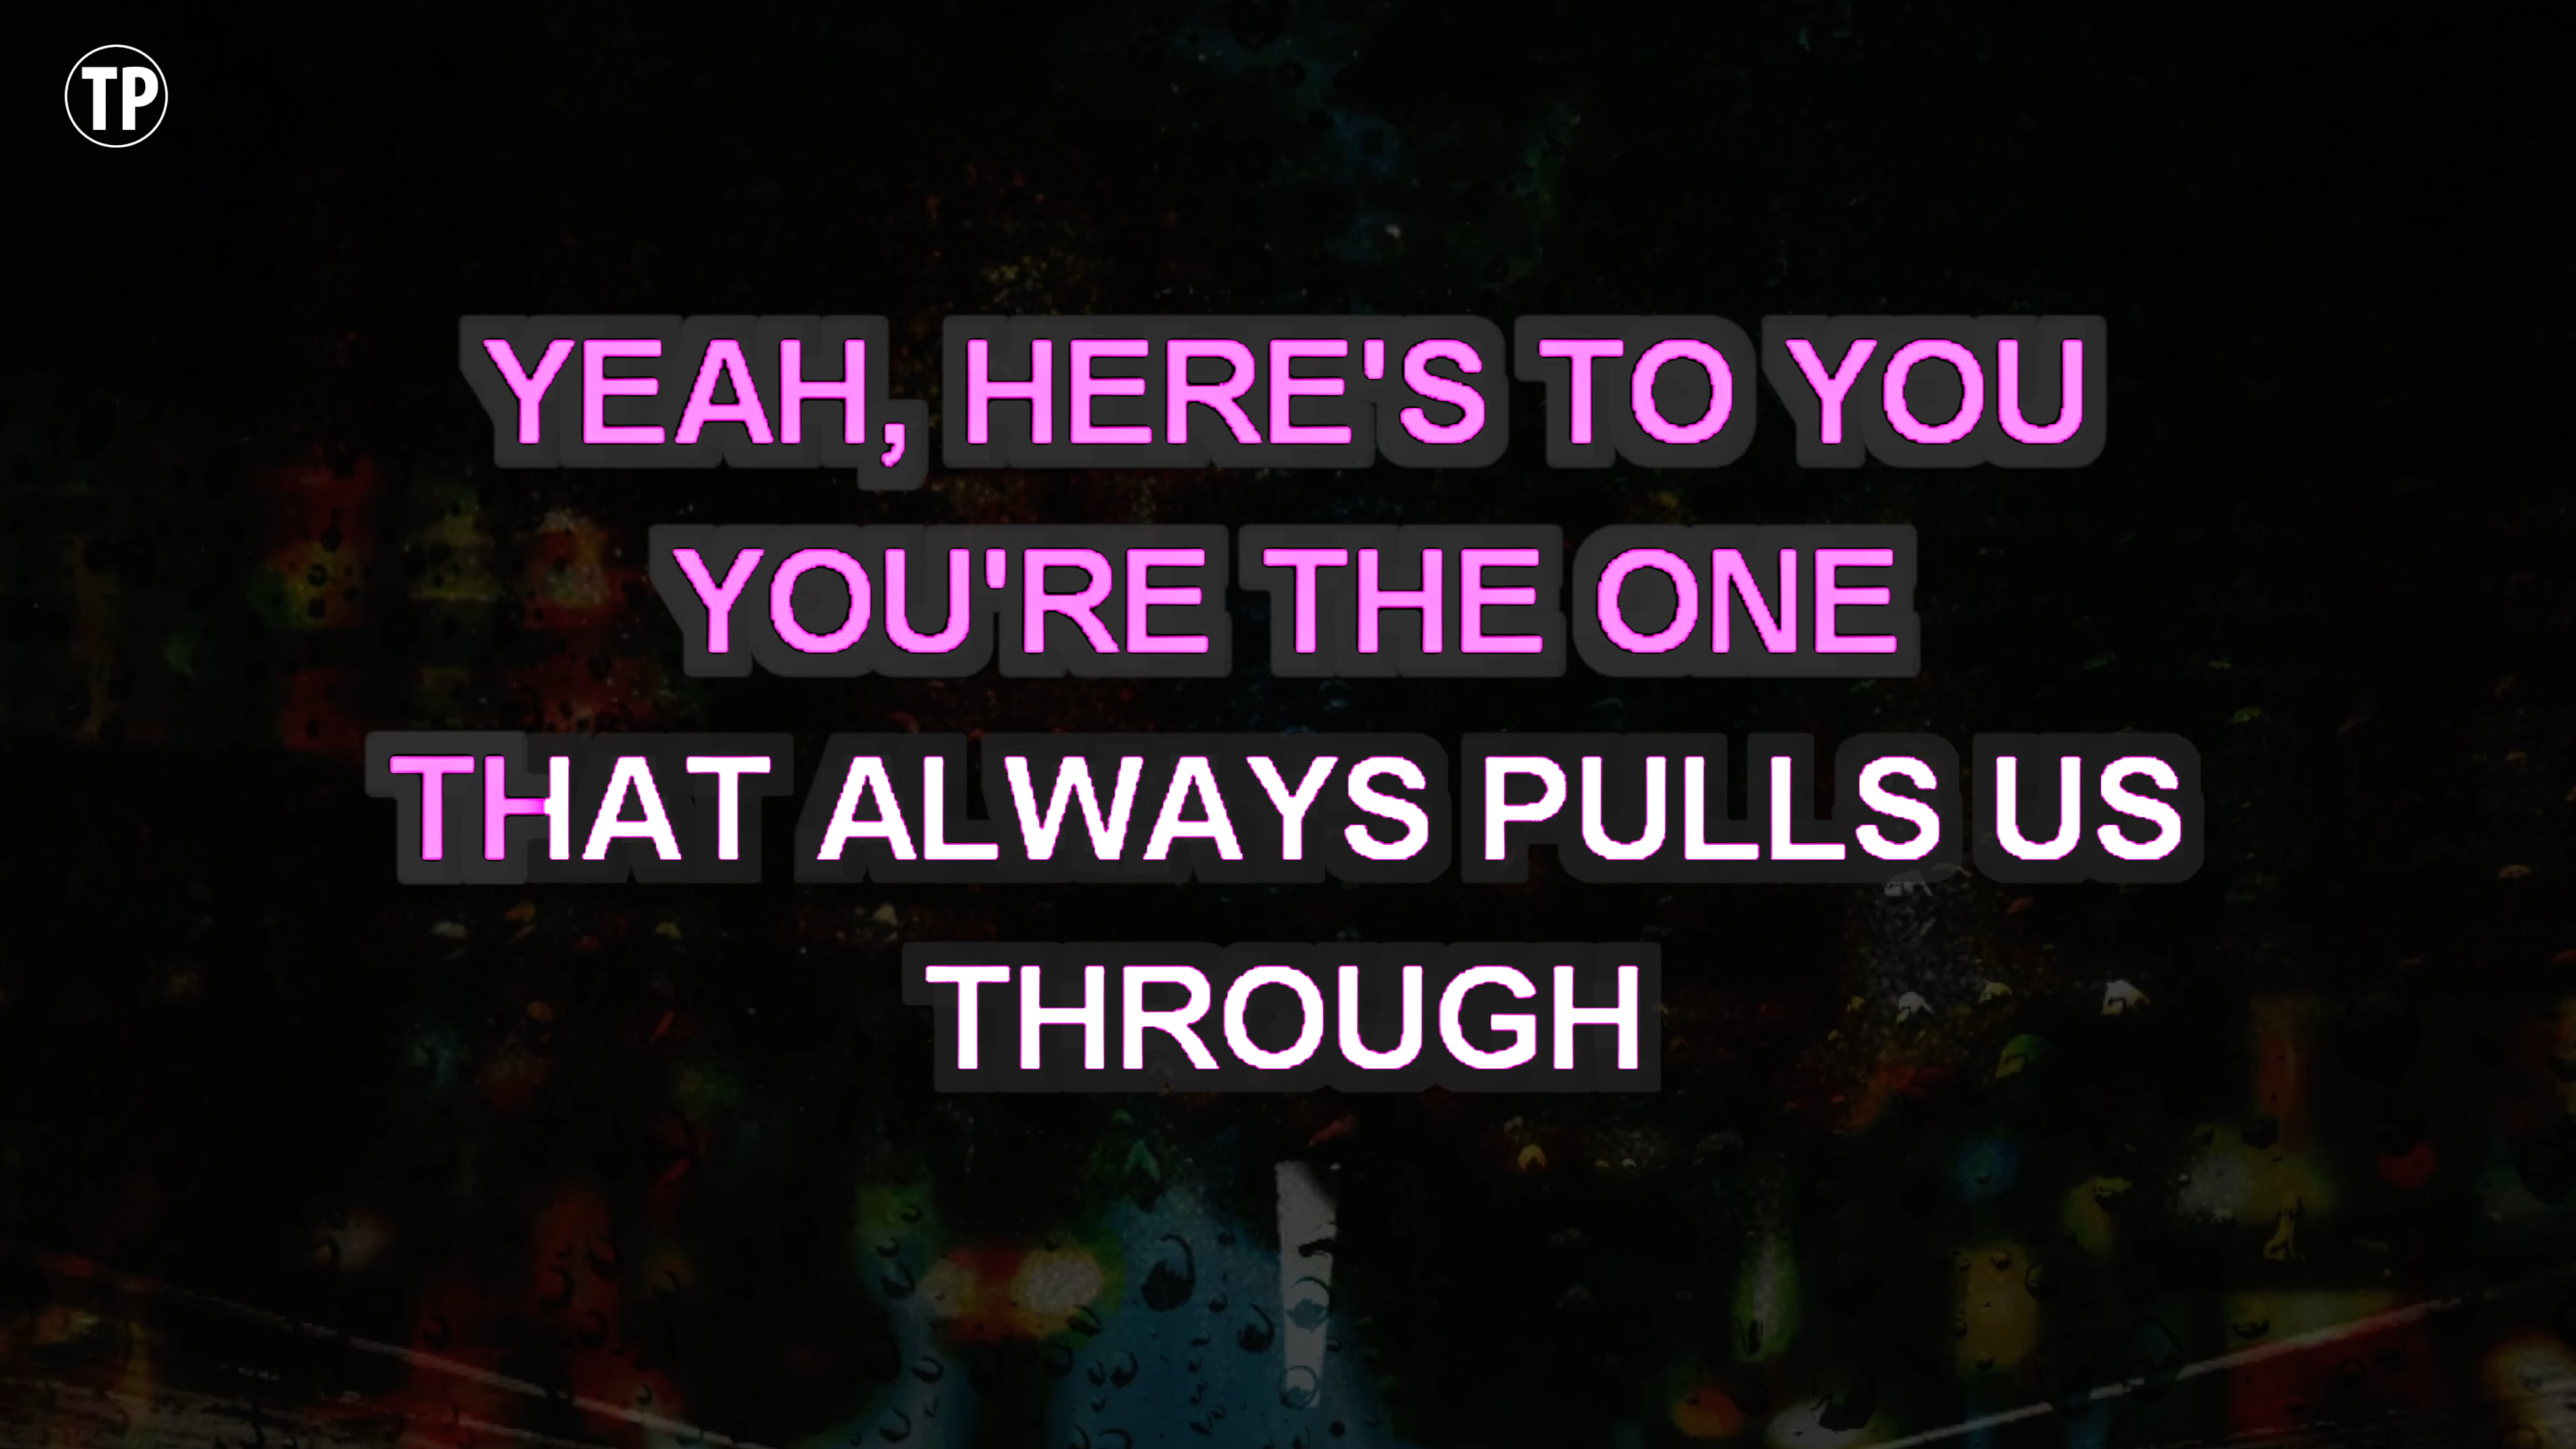 TP
YEAH, HERE'S TO YOU
YOU'RE THE ONE
THAT ALWAYS PULLS US
THROUGH